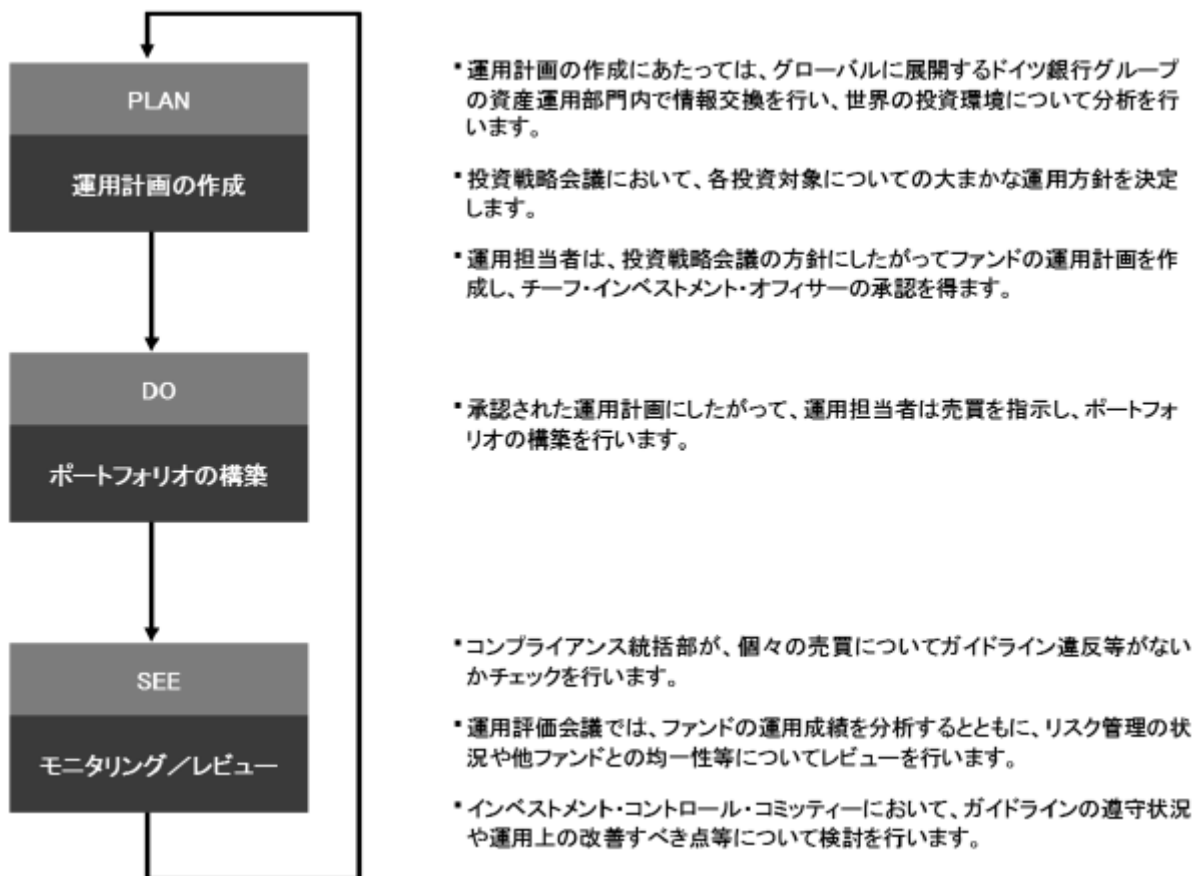 PLAN
運用計画の作成
▪運用計画の作成にあたっては、グローバルに展開するドイツ銀行グループ
の資産運用部門内で情報交換を行い、世界の投資環境について分析を行
います。
▪投資戦略会議において、各投資対象についての大まかな運用方針を決定
します。
▪運用担当者は、投資戦略会議の方針にしたがってファンドの運用計画を作
成し、チーフ・インベストメント・オフィサーの承認を得ます。
DO
ポートフォリオの構築
▪承認された運用計画にしたがって、運用担当者は売買を指示し、ポートフォ
リオの構築を行います。
SEE
モニタリング／レビュー
▪コンプライアンス統括部が、個々の売買についてガイドライン違反等がない
かチェックを行います。
▪運用評価会議では、ファンドの運用成績を分析するとともに、リスク管理の状
況や他ファンドとの均一性等についてレビューを行います。
▪インベストメント・コントロール・コミッティーにおいて、ガイドラインの遵守状況
や運用上の改善すべき点等について検討を行います。